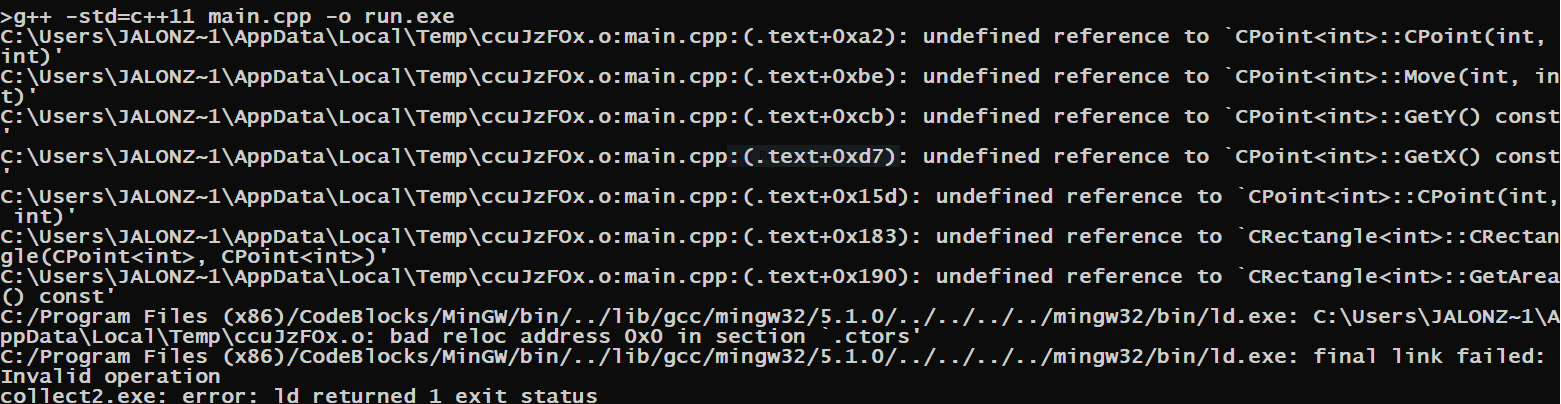 >g++ -std=c++11 main.cpp -o run.exe
C:\Users\JALONZ~1\AppData\Local\Temp\ccuJzFOx.o:main.cpp:(.text+0xa2): undefined reference to `CPoint<int>::CPoint(int,
int)'
C:\Users\JALONZ~1\AppData\Local\Temp\ccuJzFOx.o:main.cpp:(.text+0xbe): undefined reference to `CPoint<int>::Move(int, in
t)'
C:\Users\JALONZ~1\AppData\Local\Temp\ccuJzFOx.o:main.cpp:(.text+0xcb): undefined reference to `CPoint<int>::GetY() const
'
C:\Users\JALONZ~1\AppData\Local\Temp\ccuJzFOx.o:main.cpp:(.text+0xd7): undefined reference to `CPoint<int>::GetX() const
'
C:\Users\JALONZ~1\AppData\Local\Temp\ccuJzFOx.o:main.cpp:(.text+0x15d): undefined reference to `CPoint<int>::CPoint(int,
 int)'
C:\Users\JALONZ~1\AppData\Local\Temp\ccuJzFOx.o:main.cpp:(.text+0x183): undefined reference to `CRectangle<int>::CRectan
gle(CPoint<int>, CPoint<int>)'
C:\Users\JALONZ~1\AppData\Local\Temp\ccuJzFOx.o:main.cpp:(.text+0x190): undefined reference to `CRectangle<int>::GetArea
() const'
C:/Program Files (x86)/CodeBlocks/MinGW/bin/../lib/gcc/mingw32/5.1.0/../../../../mingw32/bin/ld.exe: C:\Users\JALONZ~1\A
ppData\Local\Temp\ccuJzFOx.o: bad reloc address 0x0 in section `.ctors'
C:/Program Files (x86)/CodeBlocks/MinGW/bin/../lib/gcc/mingw32/5.1.0/../../../../mingw32/bin/ld.exe: final link failed:
Invalid operation
collect2.exe: error: ld returned 1 exit status